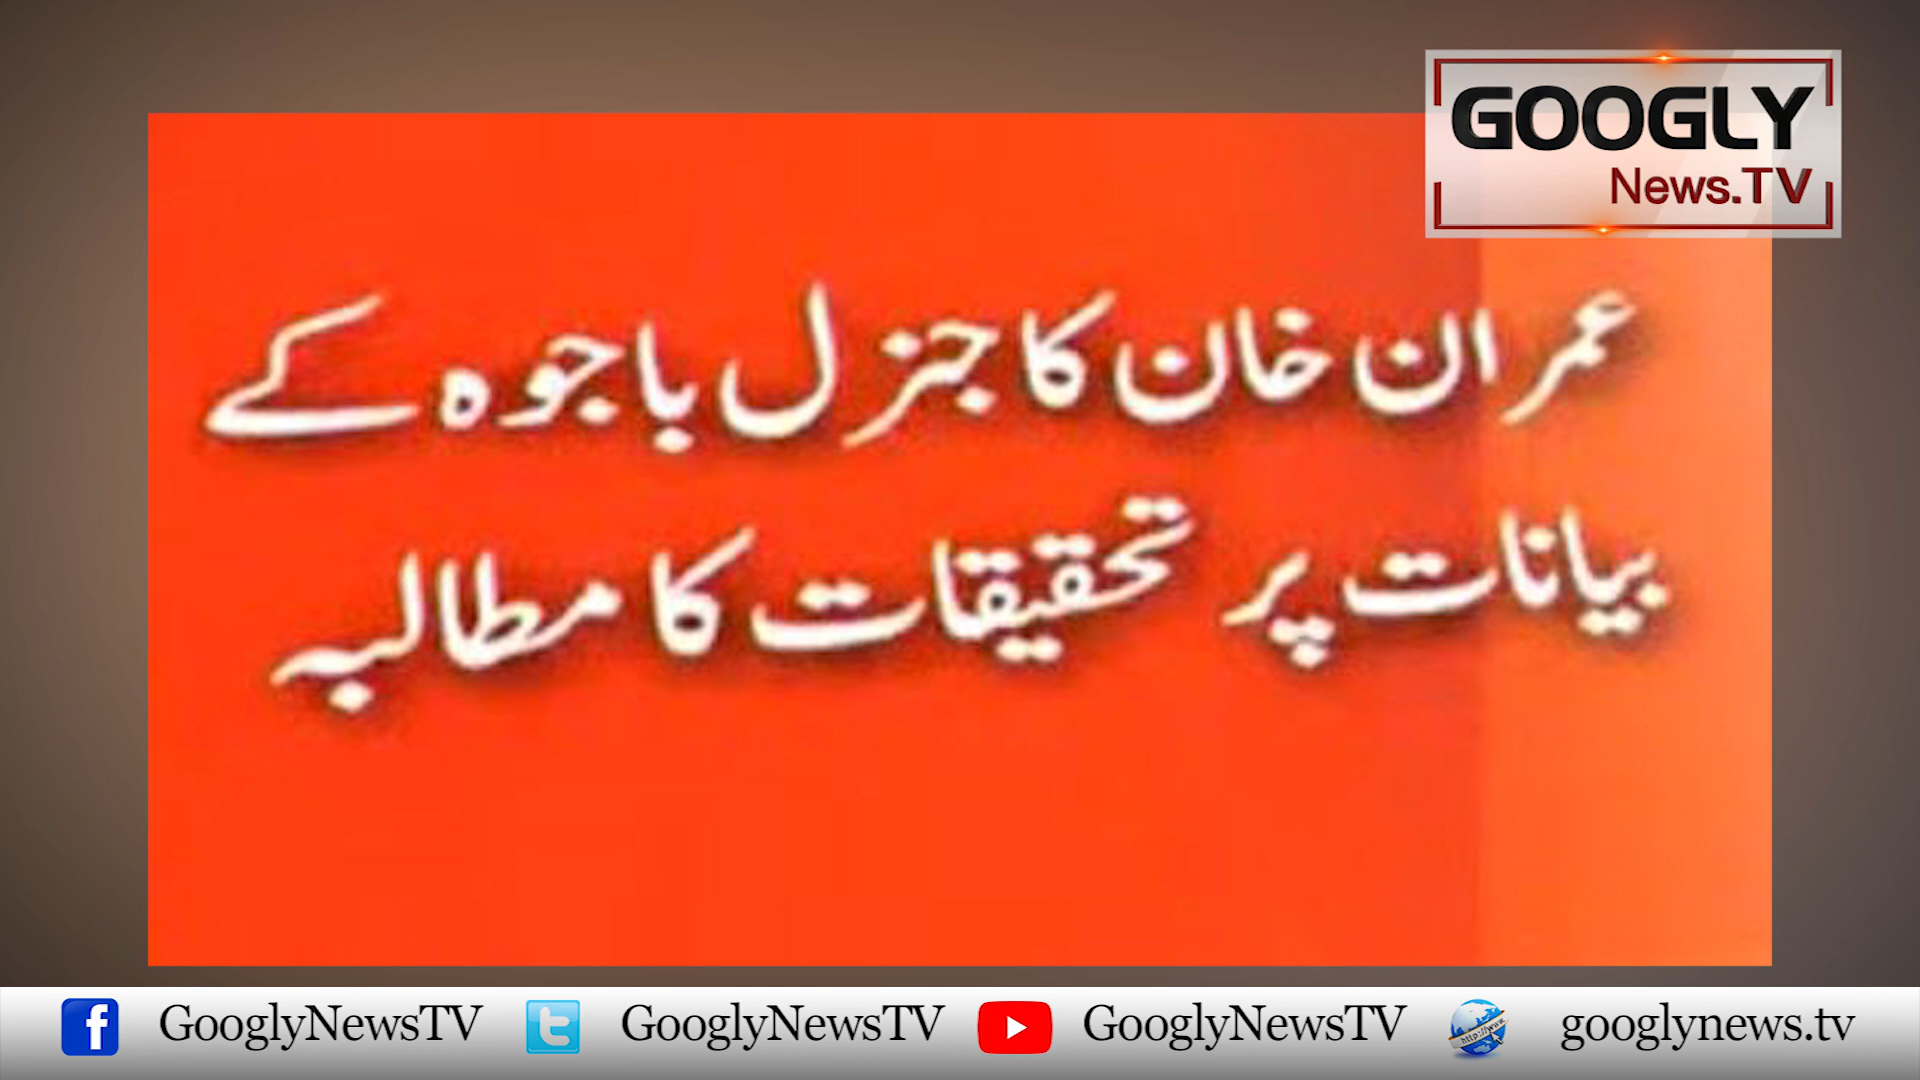 GOOGLY
News.TV
عمران خان کا جنرل باجوہ کے
بیانات پر تحقیقات کا مطالبہ
GooglyNewsTV GooglyNewsTV GooglyNewsTV googlynews.tv